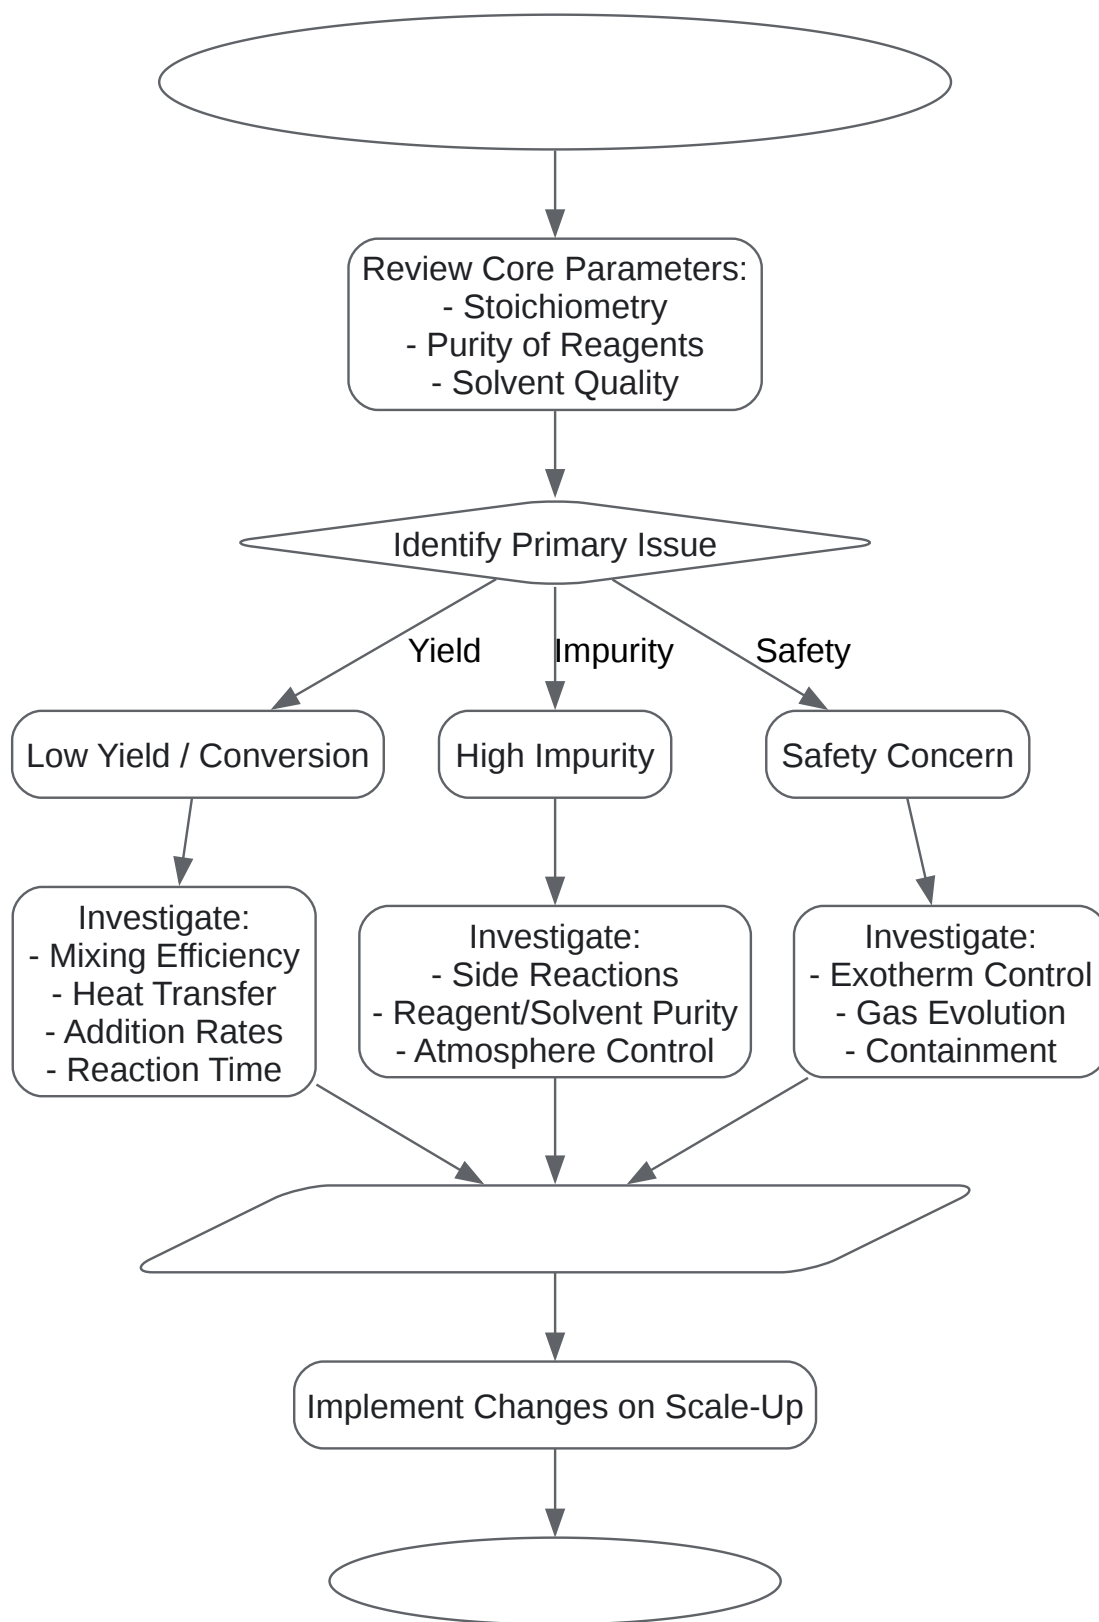 Review Core Parameters:
- Stoichiometry
- Purity of Reagents
- Solvent Quality
Identify Primary Issue
Yield
Impurity
Safety
Low Yield / Conversion
High Impurity
Safety Concern
Investigate:
- Mixing Efficiency
- Heat Transfer
- Addition Rates
- Reaction Time
Investigate:
- Side Reactions
- Reagent/Solvent Purity
- Atmosphere Control
Investigate:
- Exotherm Control
- Gas Evolution
- Containment
Implement Changes on Scale-Up